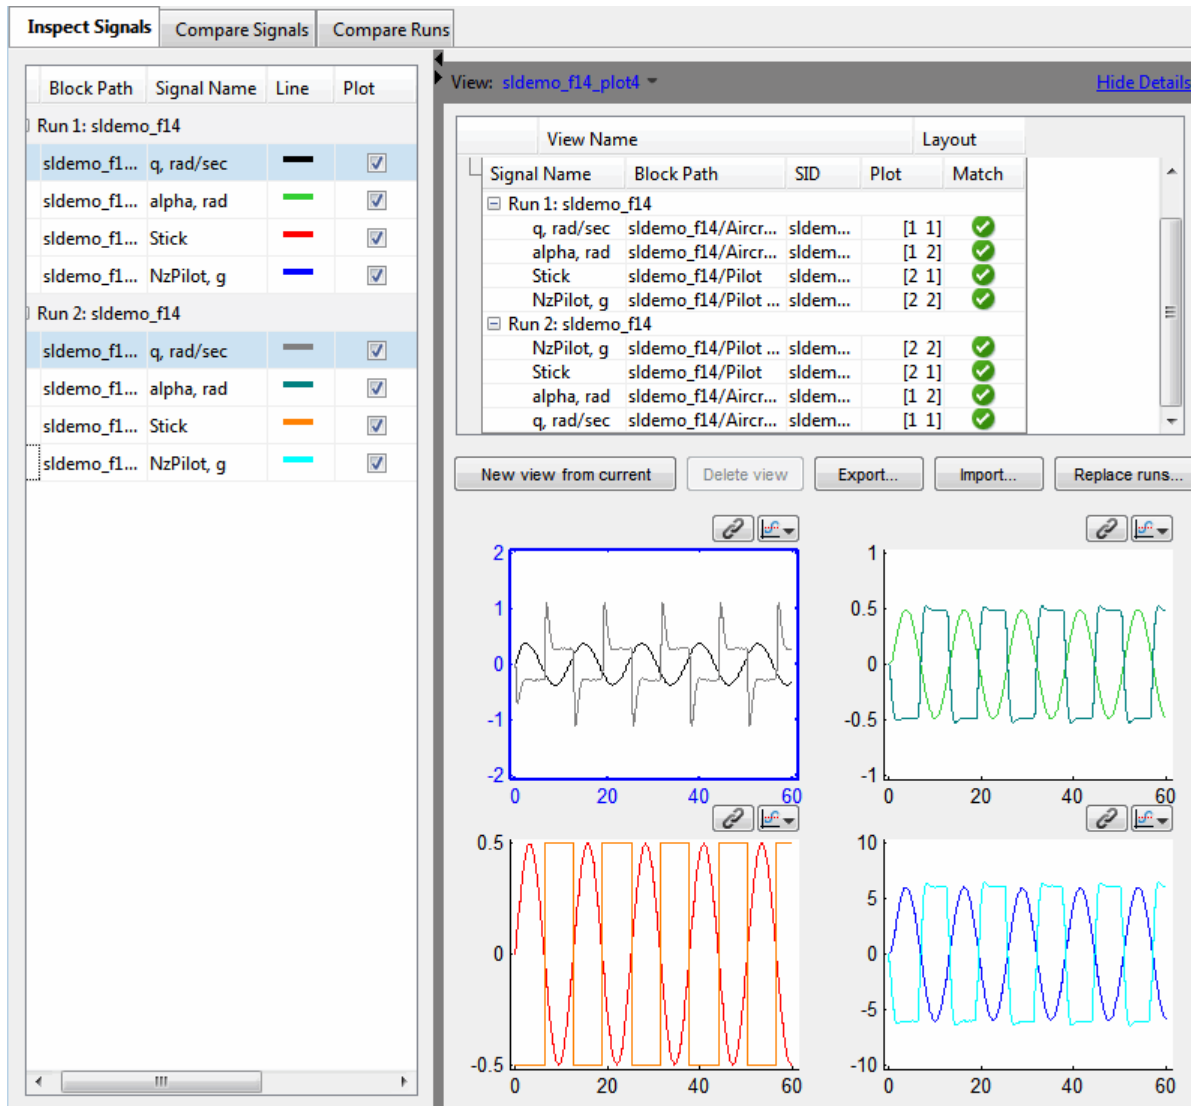 Inspect Signals Compare Signals Compare Runs
Block Path Signal Name Line Plot
Run 1: sldemo_f14
sldemo_f1... q, rad/sec
sldemo_f1... alpha, rad
sldemo_f1... Stick
sldemo_f1... NzPilot, g
Run 2: sldemo_f14
sldemo_f1... q, rad/sec
sldemo_f1... alpha, rad
sldemo_f1... Stick
sldemo_f1... NzPilot, g
View: sldemo_f14_plot4 Hide Details
View Name Layout
Signal Name Block Path SID Plot Match
Run 1: sldemo_f14
q, rad/sec sldemo_f14/Aircr... sldem... [1 1]
alpha, rad sldemo_f14/Aircr... sldem... [1 2]
Stick sldemo_f14/Pilot sldem... [2 1]
NzPilot, g sldemo_f14/Pilot ... sldem... [2 2]
Run 2: sldemo_f14
NzPilot, g sldemo_f14/Pilot ... sldem... [2 2]
Stick sldemo_f14/Pilot sldem... [2 1]
alpha, rad sldemo_f14/Aircr... sldem... [1 2]
q, rad/sec sldemo_f14/Aircr... sldem... [1 1]
New view from current Delete view Export... Import... Replace runs...
2
1
0
-1
-2
0 20 40 60
1
0.5
0
-0.5
-1
0 20 40 60
0.5
0
-0.5
0 20 40 60
10
5
0
-5
-10
0 20 40 60